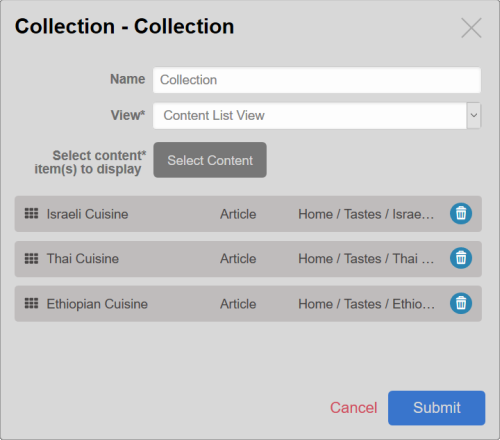 Collection - Collection
Name Collection
View* Content List View
Select content*
item(s) to display Select Content
Israeli Cuisine Article Home / Tastes / Israe...
Thai Cuisine Article Home / Tastes / Thai ...
Ethiopian Cuisine Article Home / Tastes / Ethio...
Cancel Submit